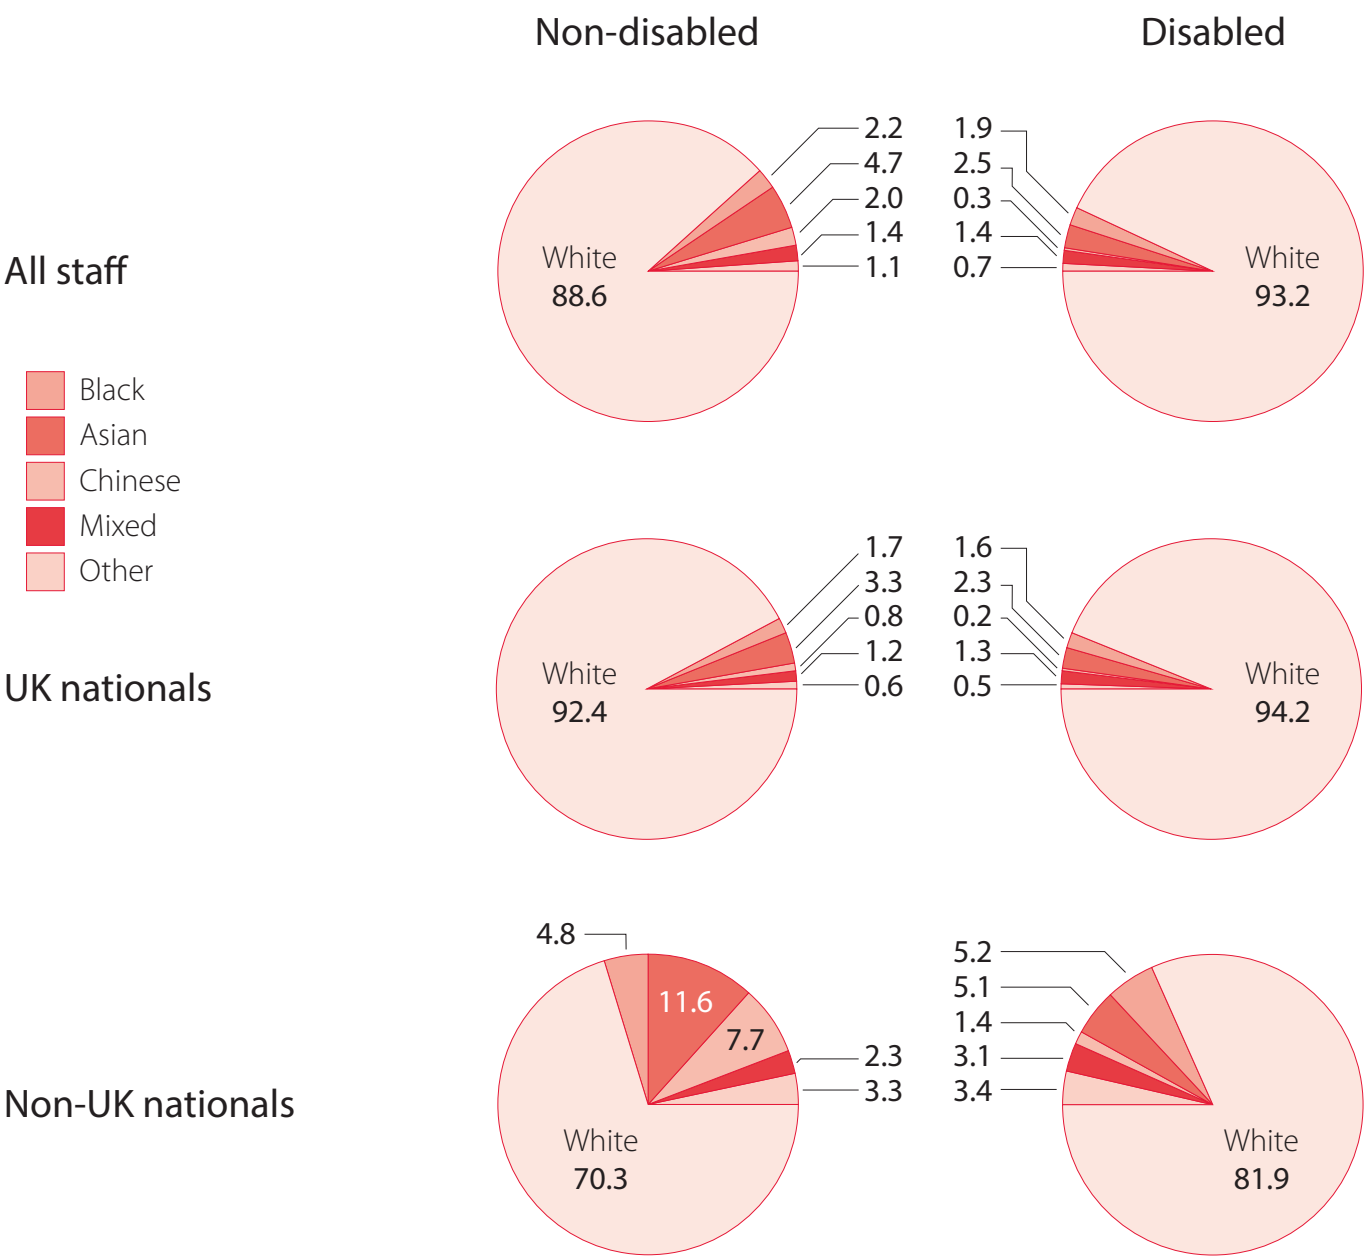 Non-disabled
Disabled
All staff
White
88.6
2.2
4.7
2.0
1.4
1.1
1.9
2.5
0.3
1.4
0.7
White
93.2
Black
Asian
Chinese
Mixed
Other
UK nationals
White
92.4
1.7
3.3
0.8
1.2
0.6
1.6
2.3
0.2
1.3
0.5
White
94.2
Non-UK nationals
4.8
11.6
7.7
2.3
3.3
White
70.3
5.2
5.1
1.4
3.1
3.4
White
81.9